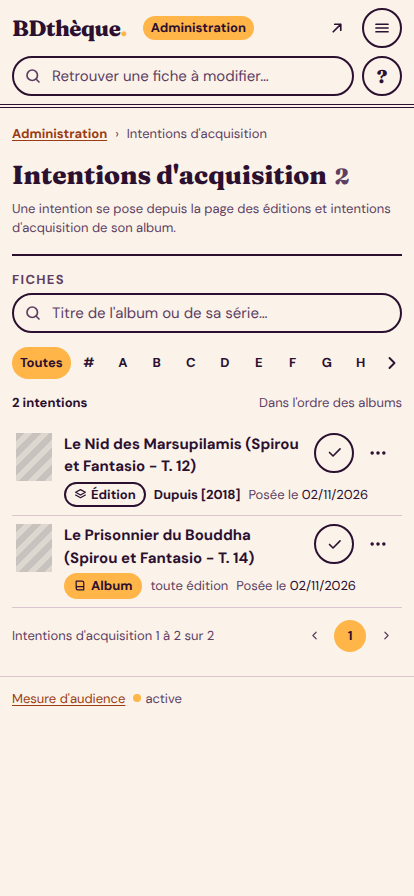 BDthèque. Administration
Retrouver une fiche à modifier... ?
Administration › Intentions d'acquisition
Intentions d'acquisition 2
Une intention se pose depuis la page des éditions et intentions
d'acquisition de son album.
FICHES
Titre de l'album ou de sa série...
Toutes # A B C D E F G H
2 intentions Dans l'ordre des albums
Le Nid des Marsupilamis (Spirou
et Fantasio - T. 12)
Édition Dupuis [2018] Posée le 02/11/2026
Le Prisonnier du Bouddha
(Spirou et Fantasio - T. 14)
Album toute édition Posée le 02/11/2026
Intentions d'acquisition 1 à 2 sur 2 ‹ 1 ›
Mesure d'audience active